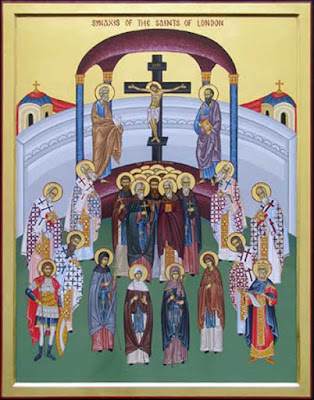 SYNAXIS OF THE SAINTS OF LONDON